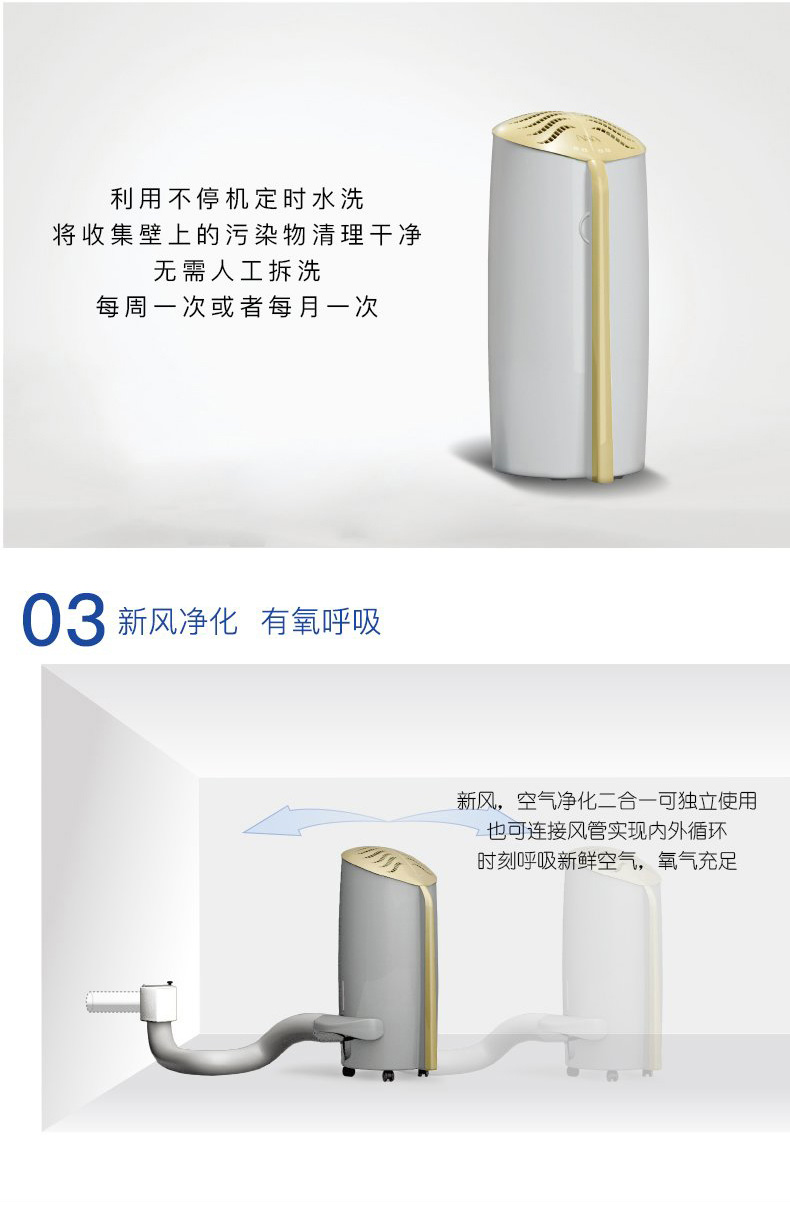 利用不停机定时水洗
将收集壁上的污染物清理干净
无需人工拆洗
每周一次或者每月一次
03 新风净化 有氧呼吸
新风，空气净化二合一可独立使用
也可连接风管实现内外循环
时刻呼吸新鲜空气，氧气充足